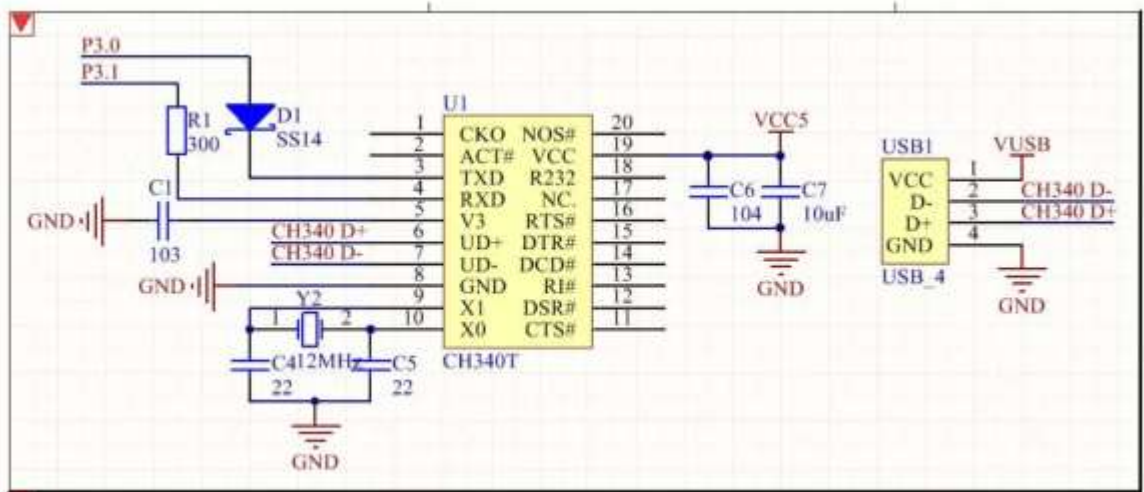 P3.0
P3.1
R1
300
D1
SS14
C1
103
GND
CH340 D+
CH340 D-
GND
Y2
1 2
C4 12MHz C5
22 22
GND
U1
1 CKO NOS# 20
2 ACT# VCC 19
3 TXD R232 18
4 RXD NC. 17
5 V3 RTS# 16
6 UD+ DTR# 15
7 UD- DCD# 14
8 GND RI# 13
9 X1 DSR# 12
10 X0 CTS# 11
CH340T
VCC5
C6
104
C7
10uF
GND
USB1
VUSB
VCC 1
D- 2 CH340 D-
D+ 3 CH340 D+
GND 4
USB_4
GND